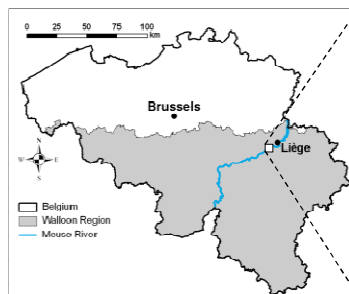 0 25 50 75 100
km
Brussels
Liège
N
W E
S
Belgium
Walloon Region
Meuse River